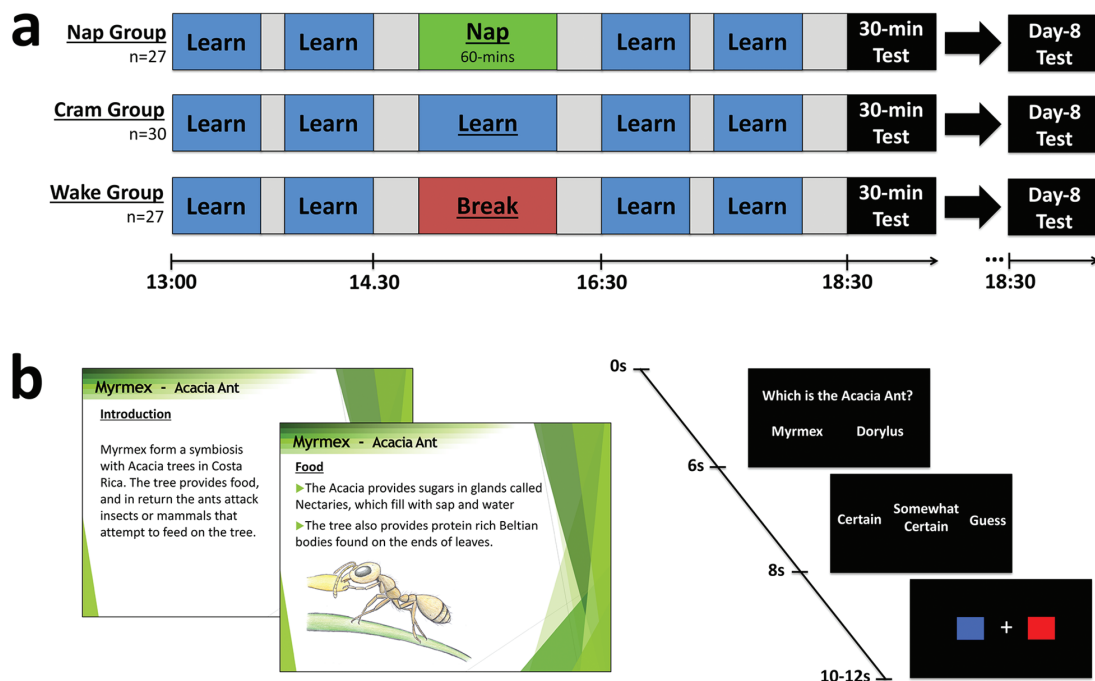 a
Nap Group
n=27
Learn
Learn
Nap
60-mins
Learn
Learn
30-min
Test
Day-8
Test
Cram Group
n=30
Learn
Learn
Learn
Learn
Learn
30-min
Test
Day-8
Test
Wake Group
n=27
Learn
Learn
Break
Learn
Learn
30-min
Test
Day-8
Test
13:00
14:30
16:30
18:30
...
18:30
b
Myrmex - Acacia Ant
Introduction
Myrmex form a symbiosis
with Acacia trees in Costa
Rica. The tree provides food,
and in return the ants attack
insects or mammals that
attempt to feed on the tree.
Myrmex - Acacia Ant
Food
▶The Acacia provides sugars in glands called
Nectaries, which fill with sap and water
▶The tree also provides protein rich Beltian
bodies found on the ends of leaves.
0s
Which is the Acacia Ant?
Myrmex Dorylus
6s
Certain Somewhat Certain Guess
8s
+
10-12s